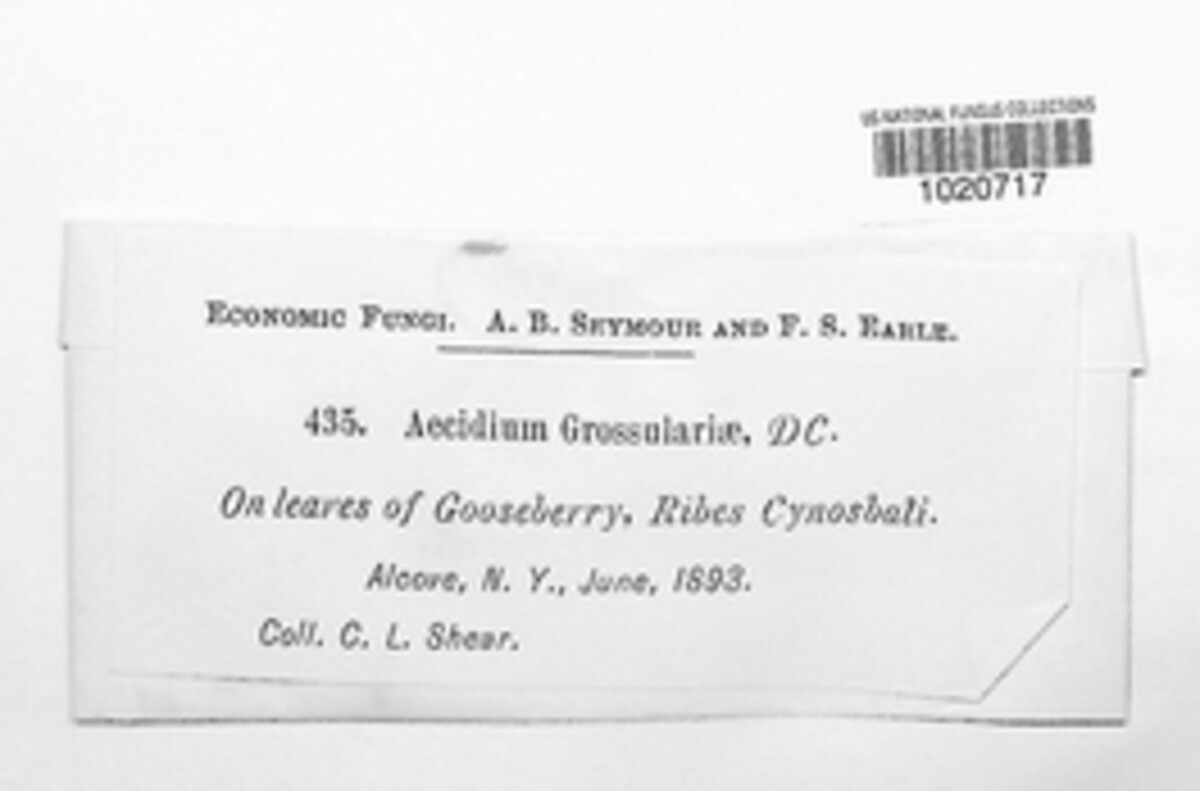 US NATIONAL FUNGUS COLLECTIONS
1020717
ECONOMIC FUNGI. A. B. SEYMOUR AND F. S. EARLE.
435. Aecidium Grossulariæ, DC.
On leaves of Gooseberry, Ribes Cynosbati.
Alcove, N. Y., June, 1893.
Coll. C. L. Shear.